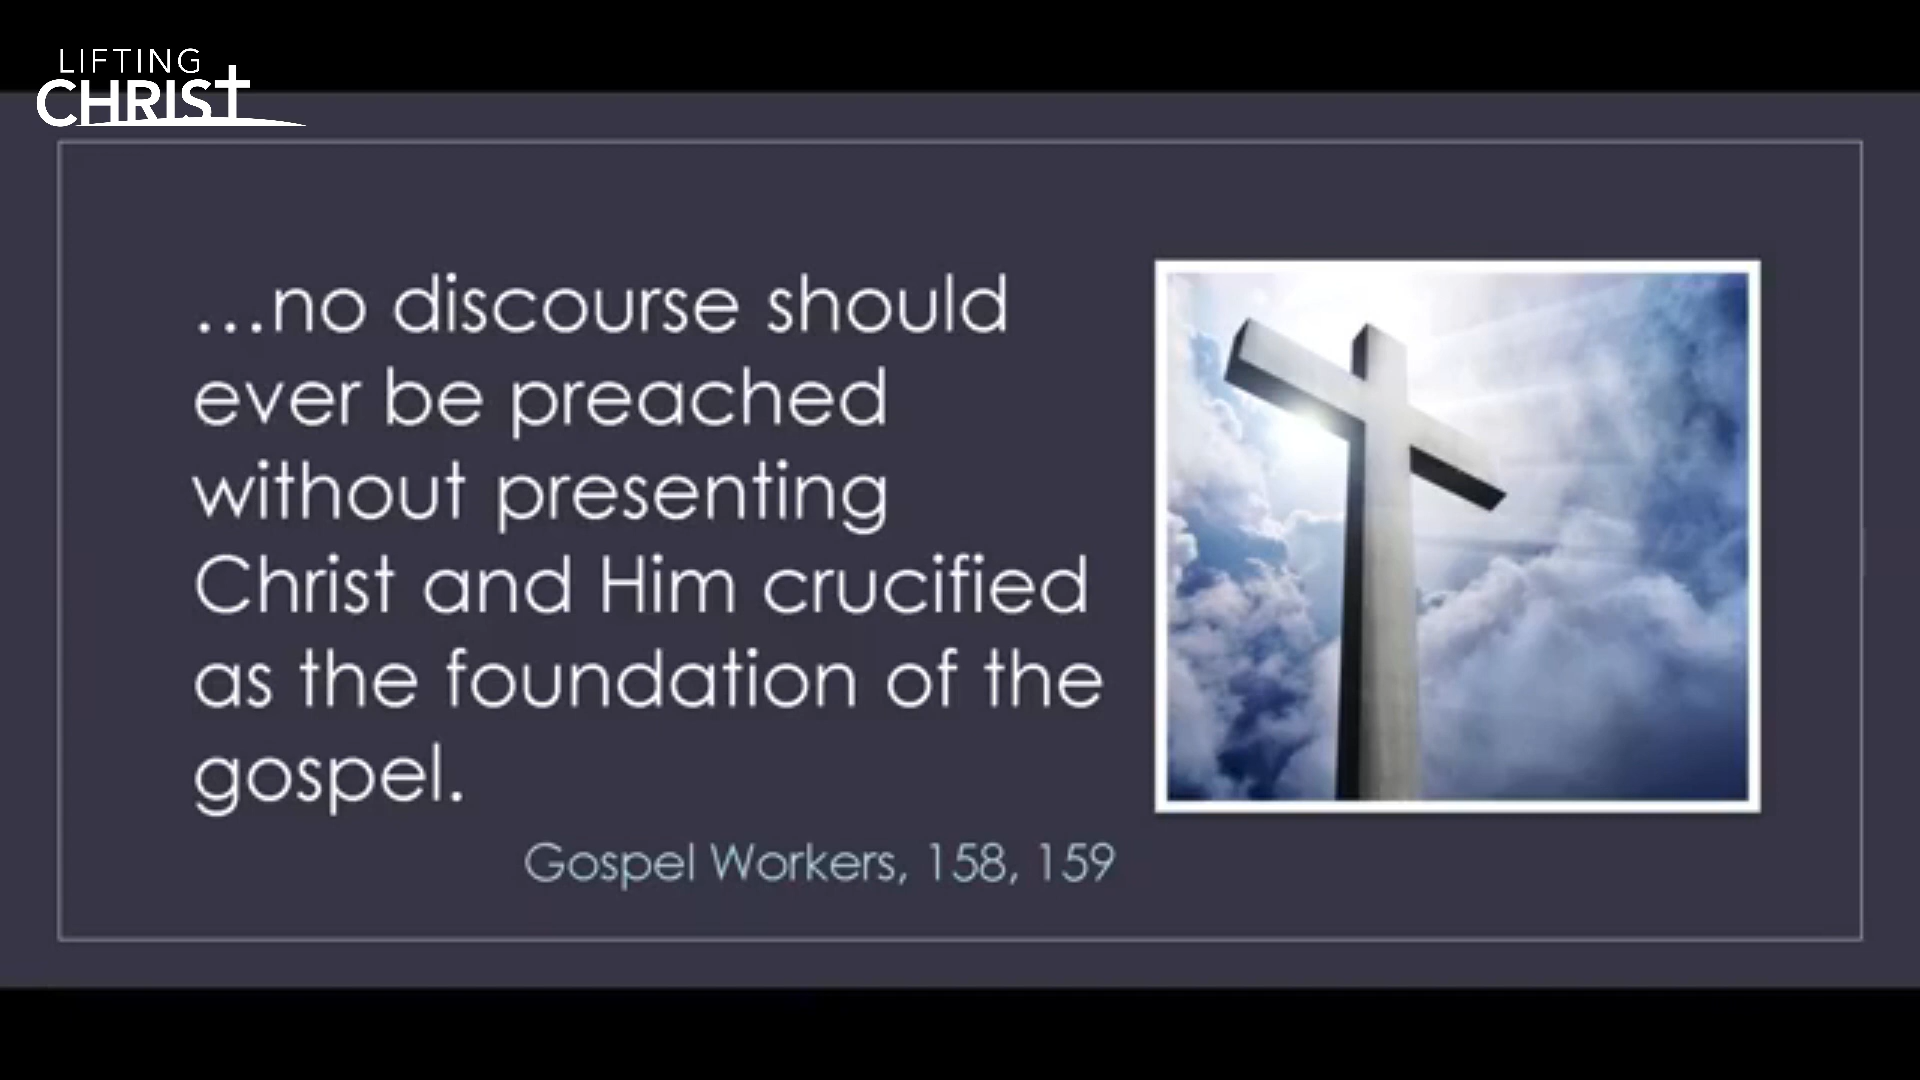 LIFTING
CHRIST
...no discourse should
ever be preached
without presenting
Christ and Him crucified
as the foundation of the
gospel.
Gospel Workers, 158, 159